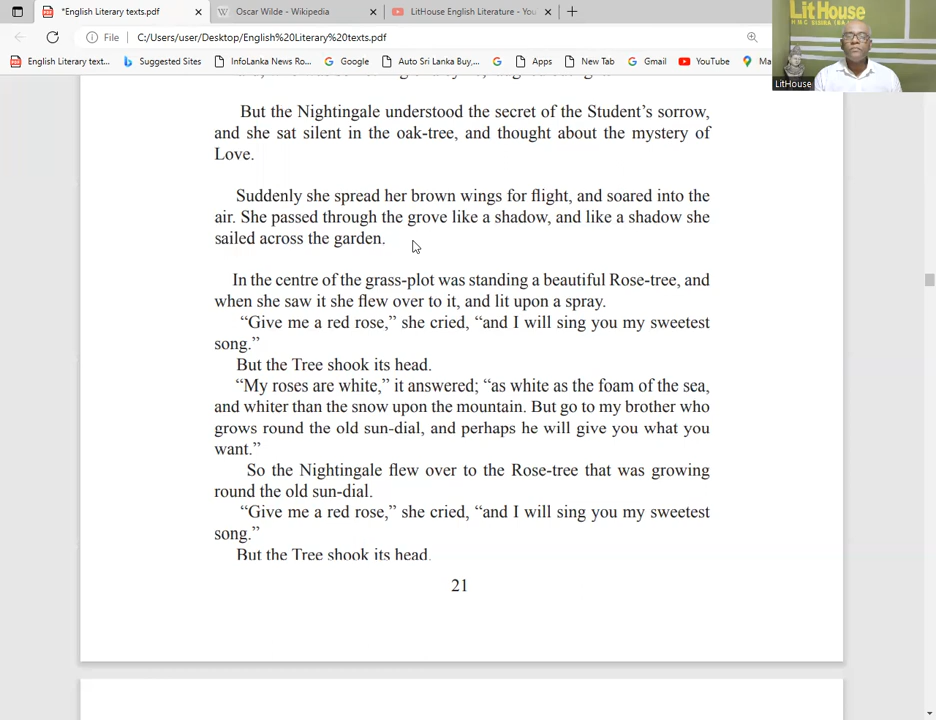 *English Literary texts.pdf
Oscar Wilde - Wikipedia
LitHouse English Literature - You
File
C:/Users/user/Desktop/English%20Literary%20texts.pdf
English Literary text...
Suggested Sites
InfoLanka News Ro...
Google
Auto Sri Lanka Buy,...
Gmail
Apps
New Tab
Gmail
YouTube
Ma
LitHouse
LitHouse
But the Nightingale understood the secret of the Student’s sorrow,
and she sat silent in the oak-tree, and thought about the mystery of
Love.
Suddenly she spread her brown wings for flight, and soared into the
air. She passed through the grove like a shadow, and like a shadow she
sailed across the garden.
In the centre of the grass-plot was standing a beautiful Rose-tree, and
when she saw it she flew over to it, and lit upon a spray.
“Give me a red rose,” she cried, “and I will sing you my sweetest
song.”
But the Tree shook its head.
“My roses are white,” it answered; “as white as the foam of the sea,
and whiter than the snow upon the mountain. But go to my brother who
grows round the old sun-dial, and perhaps he will give you what you
want.”
So the Nightingale flew over to the Rose-tree that was growing
round the old sun-dial.
“Give me a red rose,” she cried, “and I will sing you my sweetest
song.”
But the Tree shook its head.
21